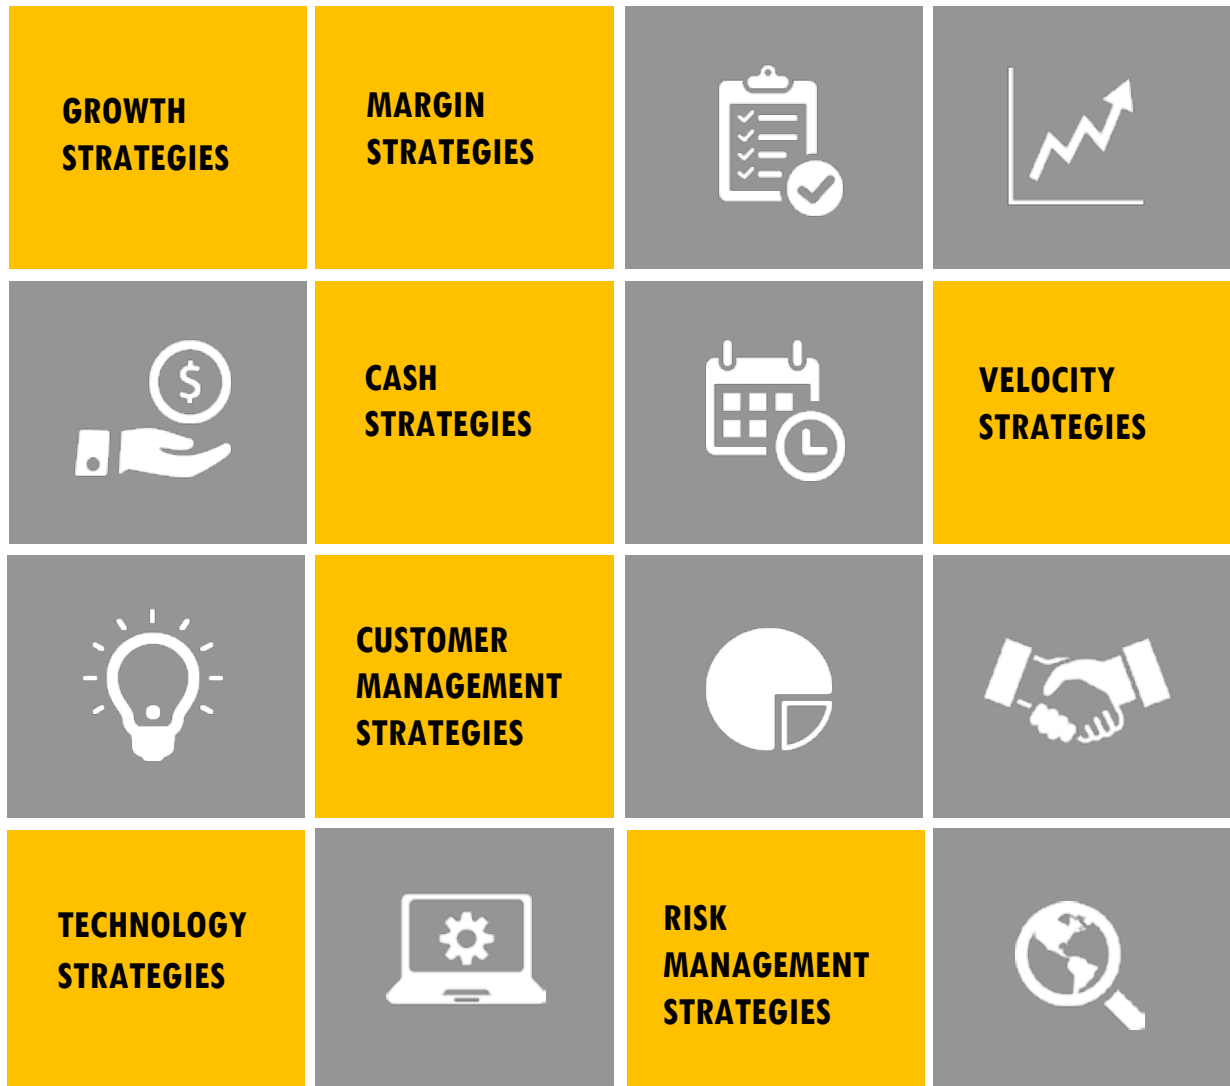 GROWTH
STRATEGIES
MARGIN
STRATEGIES
$
CASH
STRATEGIES
VELOCITY
STRATEGIES
CUSTOMER
MANAGEMENT
STRATEGIES
TECHNOLOGY
STRATEGIES
RISK
MANAGEMENT
STRATEGIES